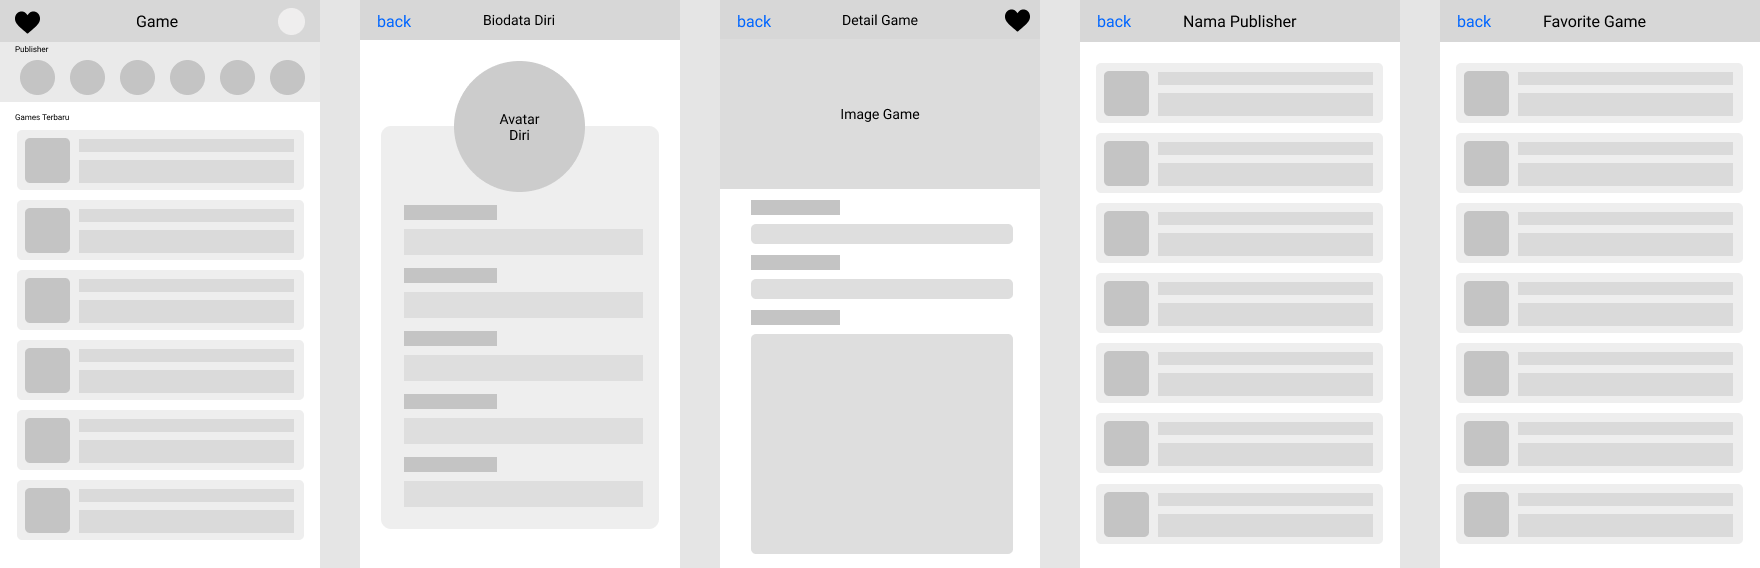 Game
Publisher
Games Terbaru
back
Biodata Diri
Avatar
Diri
back
Detail Game
Image Game
back
Nama Publisher
back
Favorite Game